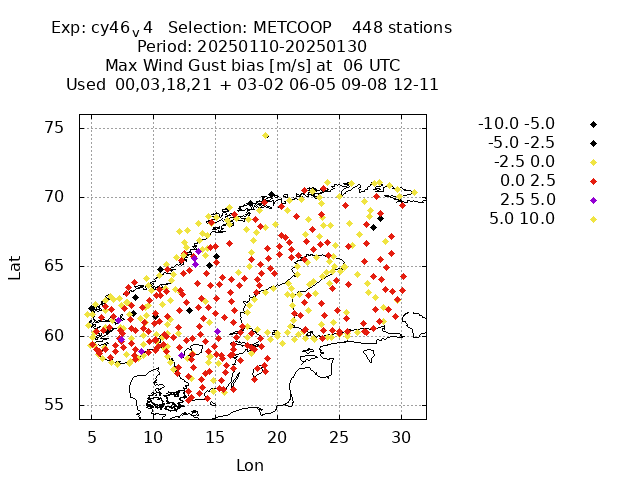 Exp: cy46v4 Selection: METCOOP 448 stations
Period: 20250110-20250130
Max Wind Gust bias [m/s] at 06 UTC
Used 00,03,18,21 + 03-02 06-05 09-08 12-11
-10.0 -5.0
-5.0 -2.5
-2.5 0.0
0.0 2.5
2.5 5.0
5.0 10.0
75
70
65
60
55
Lat
5 10 15 20 25 30
Lon